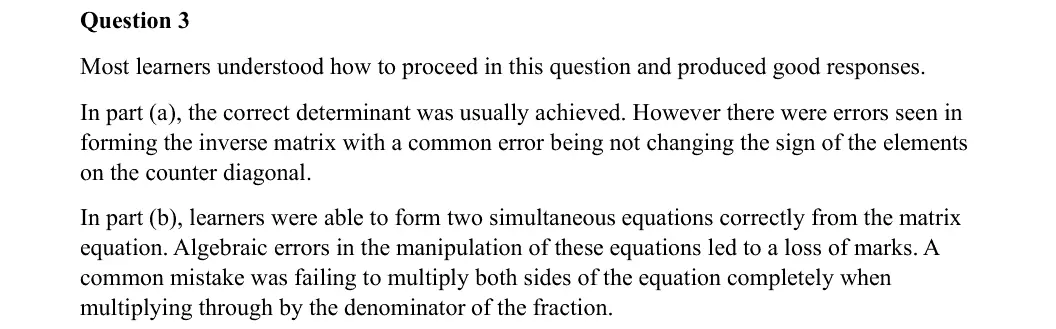 Question 3
Most learners understood how to proceed in this question and produced good responses.
In part (a), the correct determinant was usually achieved. However there were errors seen in
forming the inverse matrix with a common error being not changing the sign of the elements
on the counter diagonal.
In part (b), learners were able to form two simultaneous equations correctly from the matrix
equation. Algebraic errors in the manipulation of these equations led to a loss of marks. A
common mistake was failing to multiply both sides of the equation completely when
multiplying through by the denominator of the fraction.